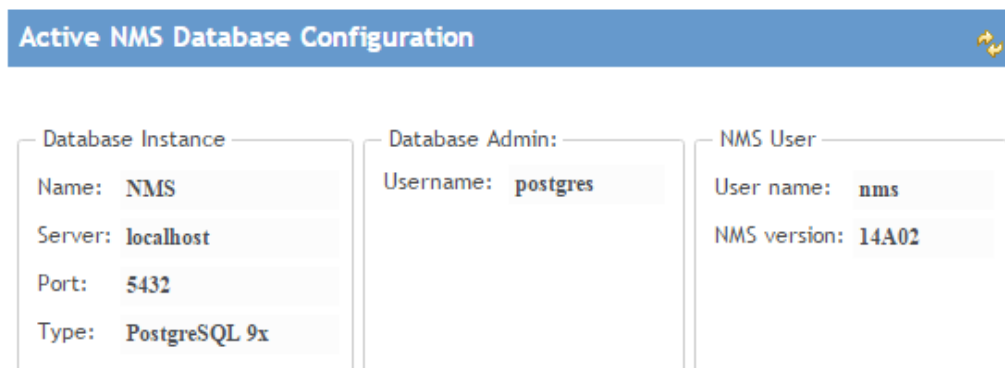 Active NMS Database Configuration
Database Instance
Name: NMS
Server: localhost
Port: 5432
Type: PostgreSQL 9x
Database Admin:
Username: postgres
NMS User
User name: nms
NMS version: 14A02